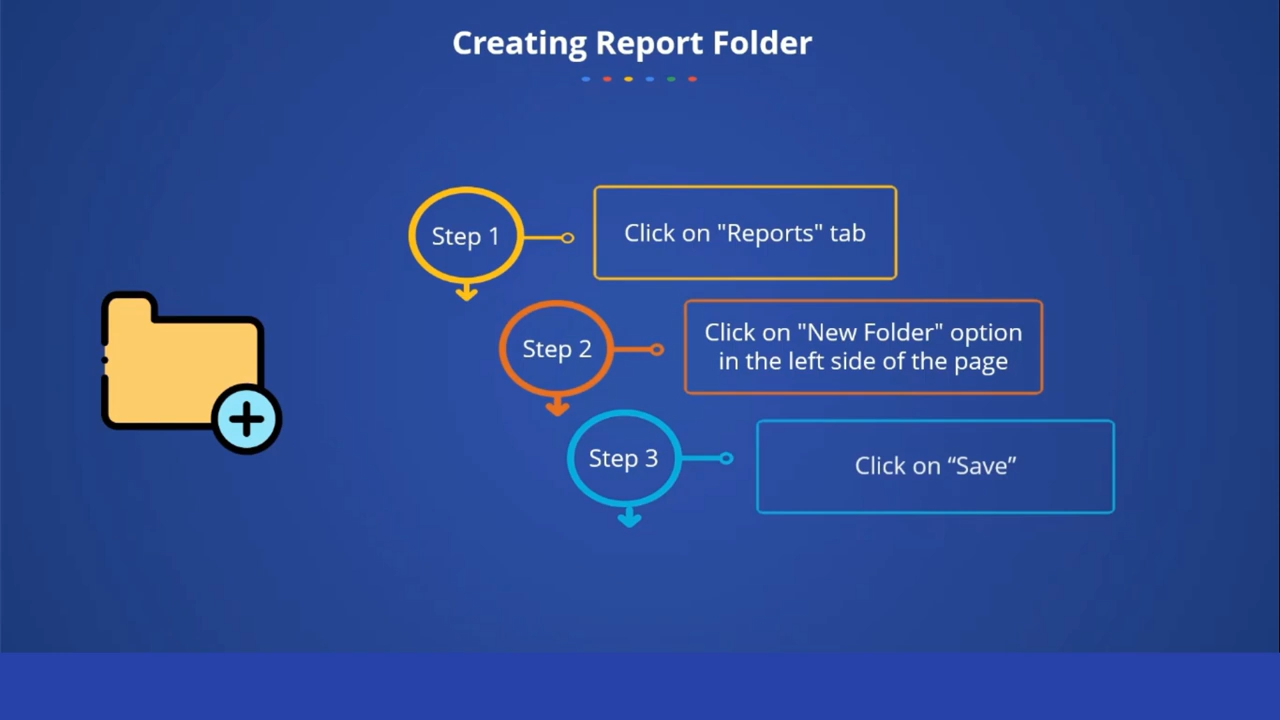 Creating Report Folder
Step 1
Click on "Reports" tab
Step 2
Click on "New Folder" option
in the left side of the page
Step 3
Click on “Save”